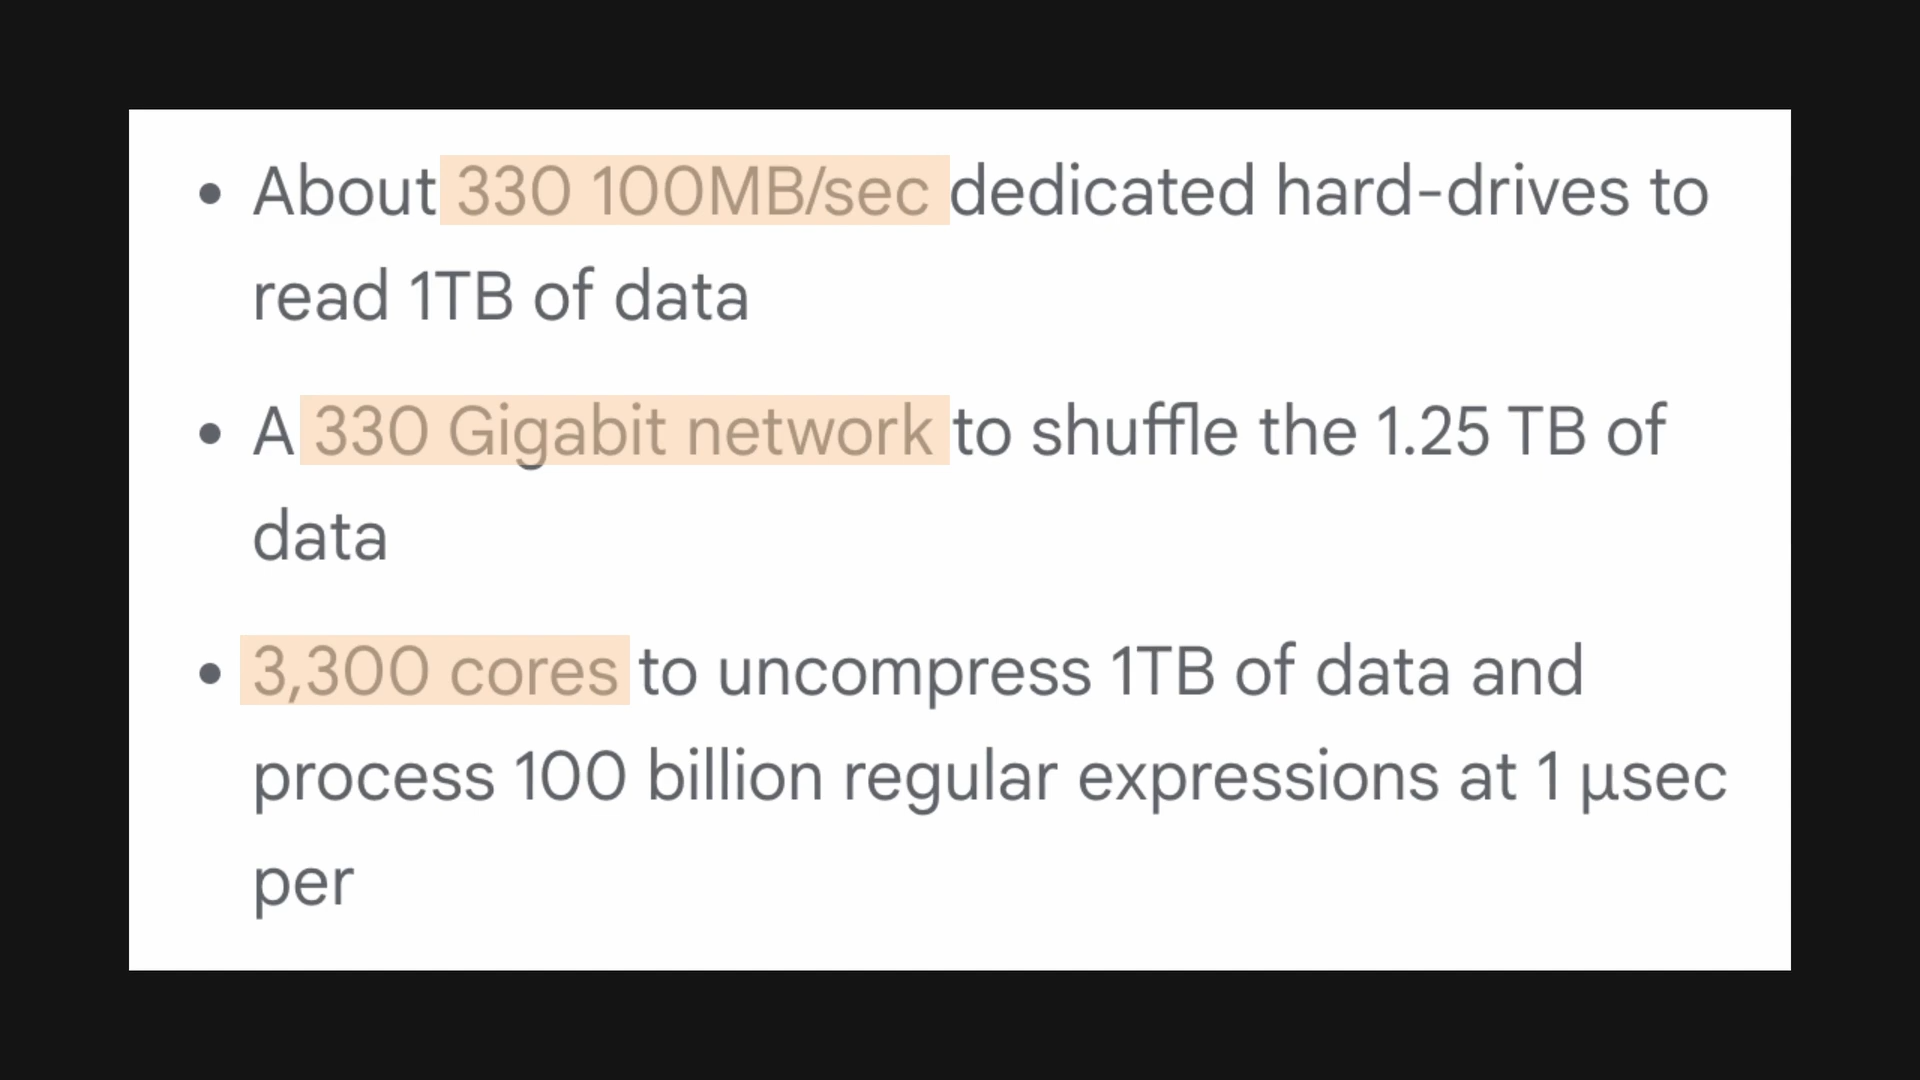 • About 330 100MB/sec dedicated hard-drives to
read 1TB of data
• A 330 Gigabit network to shuffle the 1.25 TB of
data
• 3,300 cores to uncompress 1TB of data and
process 100 billion regular expressions at 1 μsec
per